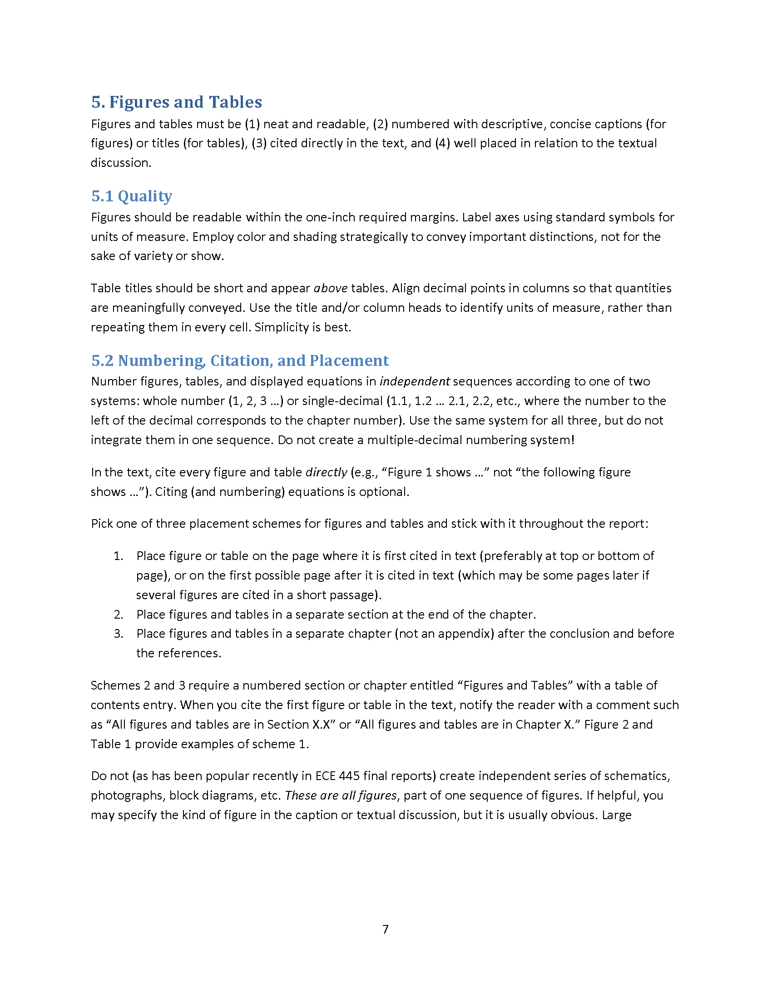 5. Figures and Tables
Figures and tables must be (1) neat and readable, (2) numbered with descriptive, concise captions (for
figures) or titles (for tables), (3) cited directly in the text, and (4) well placed in relation to the textual
discussion.
5.1 Quality
Figures should be readable within the one-inch required margins. Label axes using standard symbols for
units of measure. Employ color and shading strategically to convey important distinctions, not for the
sake of variety or show.
Table titles should be short and appear above tables. Align decimal points in columns so that quantities
are meaningfully conveyed. Use the title and/or column heads to identify units of measure, rather than
repeating them in every cell. Simplicity is best.
5.2 Numbering, Citation, and Placement
Number figures, tables, and displayed equations in independent sequences according to one of two
systems: whole number (1, 2, 3 …) or single-decimal (1.1, 1.2 … 2.1, 2.2, etc., where the number to the
left of the decimal corresponds to the chapter number). Use the same system for all three, but do not
integrate them in one sequence. Do not create a multiple-decimal numbering system!
In the text, cite every figure and table directly (e.g., “Figure 1 shows …” not “the following figure
shows …”). Citing (and numbering) equations is optional.
Pick one of three placement schemes for figures and tables and stick with it throughout the report:
1. Place figure or table on the page where it is first cited in text (preferably at top or bottom of
page), or on the first possible page after it is cited in text (which may be some pages later if
several figures are cited in a short passage).
2. Place figures and tables in a separate section at the end of the chapter.
3. Place figures and tables in a separate chapter (not an appendix) after the conclusion and before
the references.
Schemes 2 and 3 require a numbered section or chapter entitled “Figures and Tables” with a table of
contents entry. When you cite the first figure or table in the text, notify the reader with a comment such
as “All figures and tables are in Section X.X” or “All figures and tables are in Chapter X.” Figure 2 and
Table 1 provide examples of scheme 1.
Do not (as has been popular recently in ECE 445 final reports) create independent series of schematics,
photographs, block diagrams, etc. These are all figures, part of one sequence of figures. If helpful, you
may specify the kind of figure in the caption or textual discussion, but it is usually obvious. Large
7